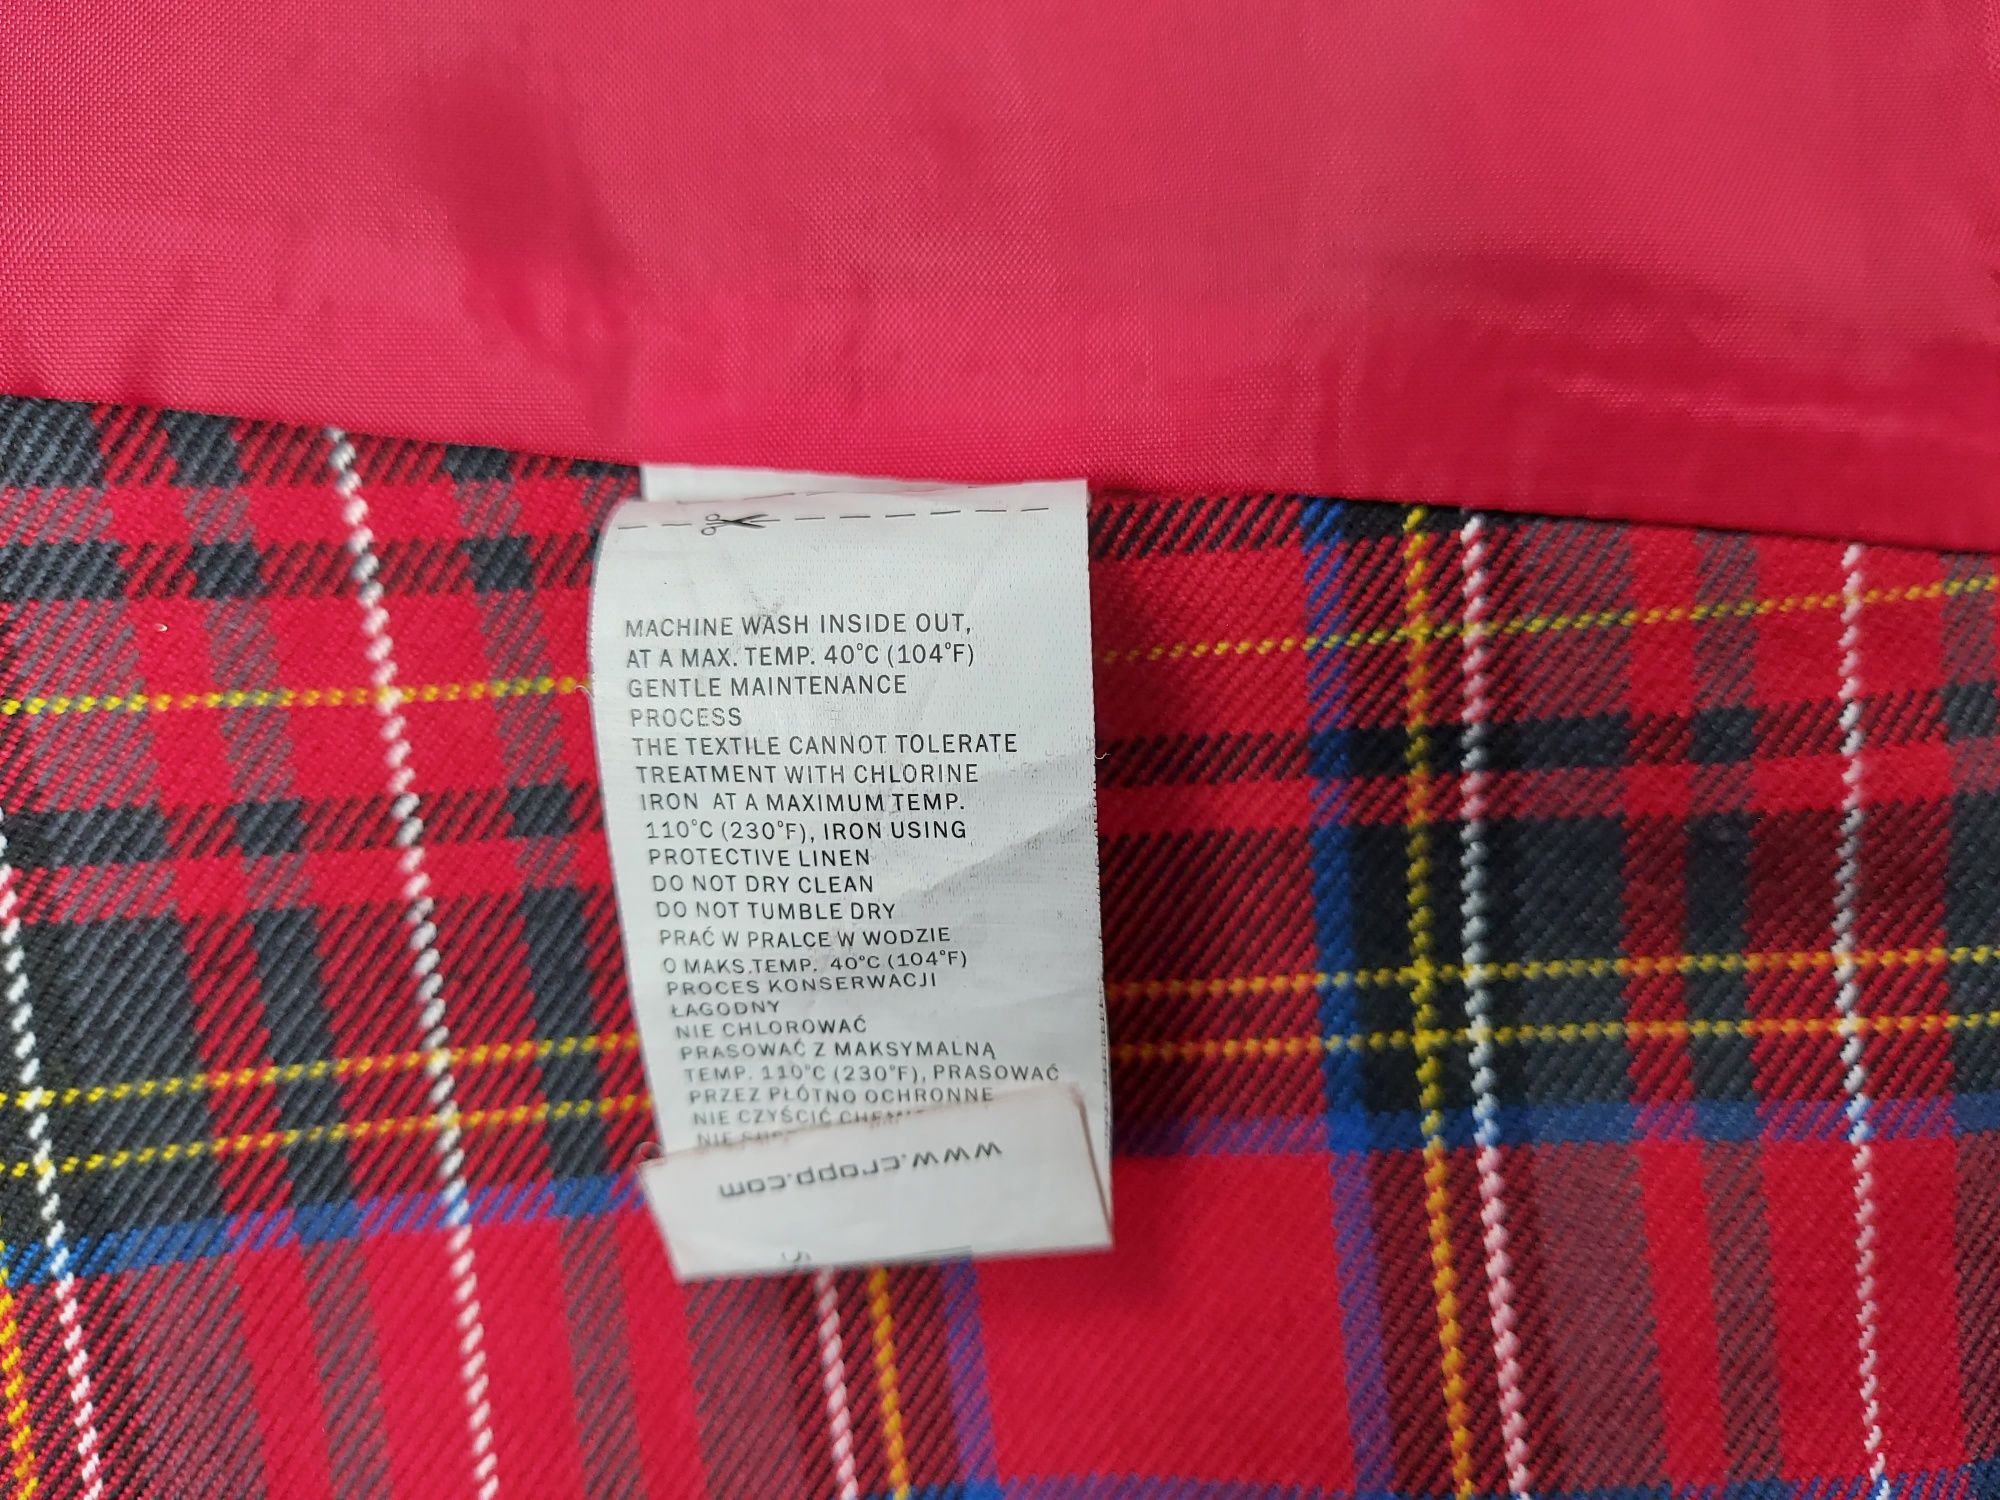 MACHINE WASH INSIDE OUT,
AT A MAX. TEMP. 40°C (104°F)
GENTLE MAINTENANCE
PROCESS
THE TEXTILE CANNOT TOLERATE
TREATMENT WITH CHLORINE
IRON AT A MAXIMUM TEMP.
110°C (230°F), IRON USING
PROTECTIVE LINEN
DO NOT DRY CLEAN
DO NOT TUMBLE DRY
PRAĆ W PRALCE W WODZIE
O MAKS.TEMP. 40°C (104°F)
PROCES KONSERWACJI
ŁAGODNY
NIE CHLOROWAĆ
PRASOWAĆ Z MAKSYMALNĄ
TEMP. 110°C (230°F), PRASOWAĆ
PRZEZ PŁÓTNO OCHRONNE
NIE CZYŚCIĆ
NIE
www.cropp.com